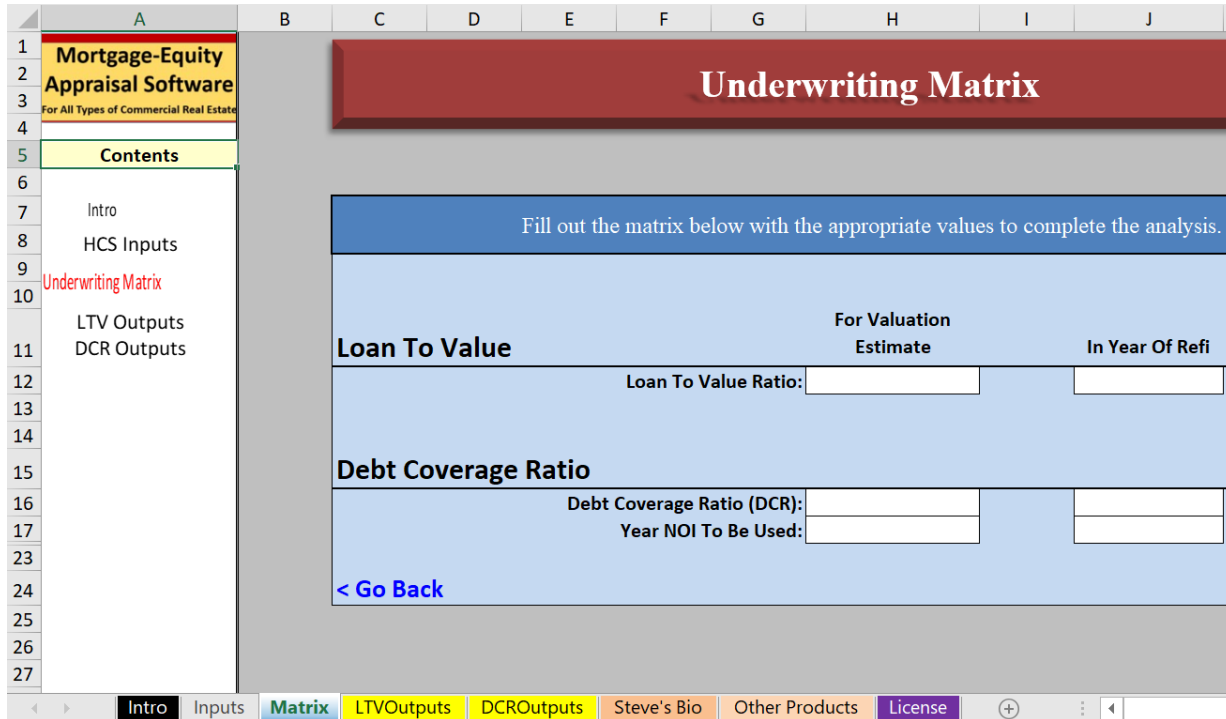 A B C D E F G H I J
1
2
3
4
5
6
7
8
9
10
11
12
13
14
15
16
17
23
24
25
26
27
Mortgage-Equity
Appraisal Software
For All Types of Commercial Real Estate
Contents
Intro
HCS Inputs
Underwriting Matrix
LTV Outputs
DCR Outputs
Underwriting Matrix
Fill out the matrix below with the appropriate values to complete the analysis.
For Valuation
Loan To Value Estimate In Year Of Refi
Loan To Value Ratio:
Debt Coverage Ratio
Debt Coverage Ratio (DCR):
Year NOI To Be Used:
< Go Back
Intro Inputs Matrix LTVOutputs DCROutputs Steve's Bio Other Products License